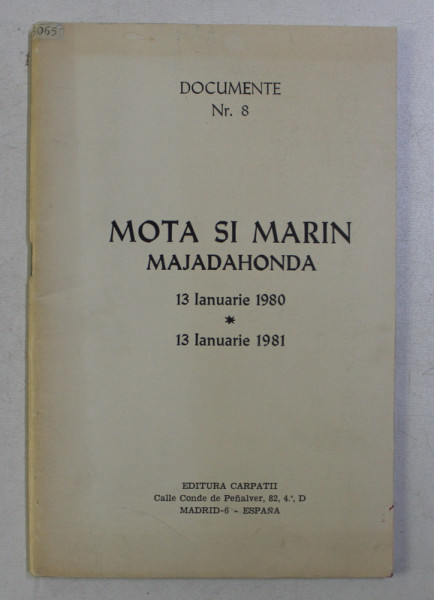 065
DOCUMENTE
Nr. 8
MOTA SI MARIN
MAJADAHONDA
13 Ianuarie 1980
*
13 Ianuarie 1981
EDITURA CARPATII
Calle Conde de Peñalver, 82, 4.º, D
MADRID-6 - ESPAÑA